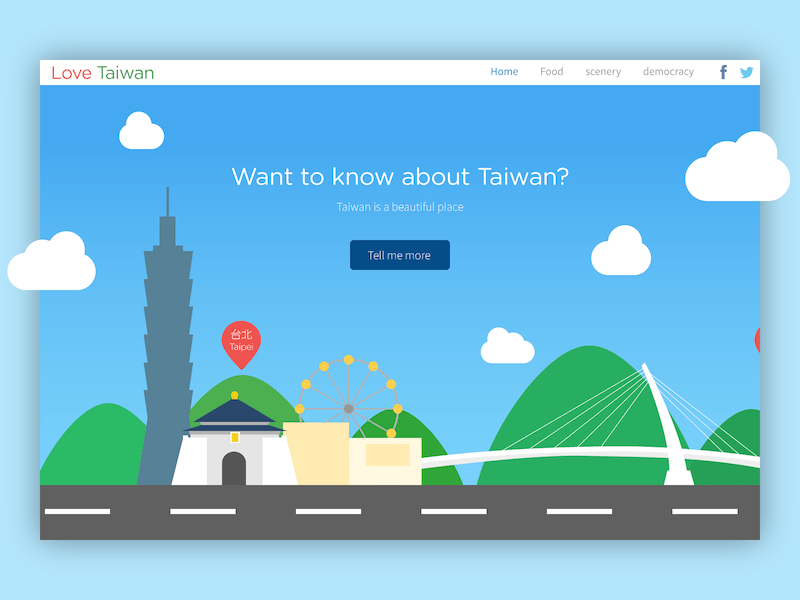 Love Taiwan
Home Food scenery democracy
Want to know about Taiwan?
Taiwan is a beautiful place
Tell me more
台北
Taipei